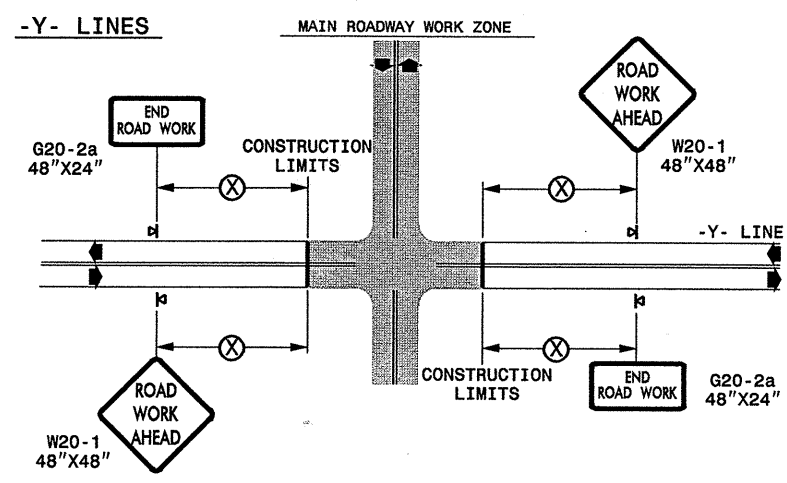 -Y- LINES
MAIN ROADWAY WORK ZONE
END
ROAD WORK
G20-2a
48"X24"
CONSTRUCTION
LIMITS
X
ROAD
WORK
AHEAD
W20-1
48"X48"
X
-Y- LINE
X
ROAD
WORK
AHEAD
W20-1
48"X48"
CONSTRUCTION
LIMITS
X
END
ROAD WORK
G20-2a
48"X24"